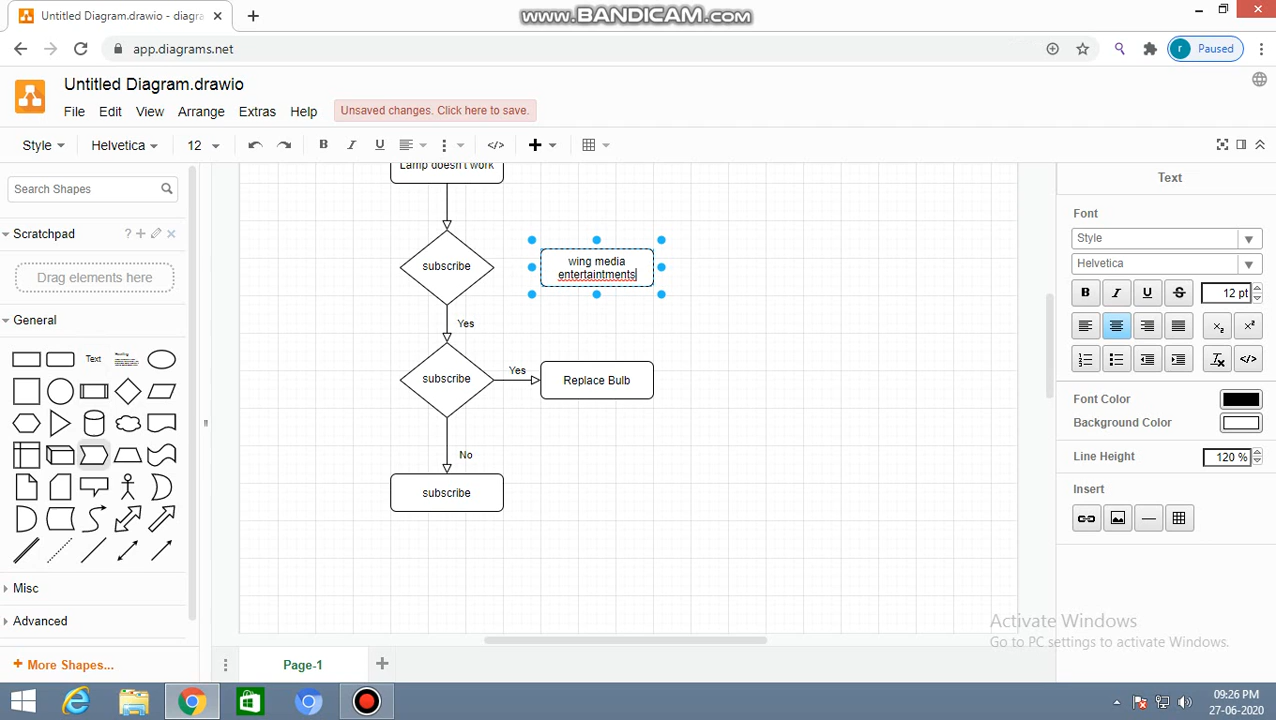 Untitled Diagram.drawio - diagra
www.BANDICAM.com
app.diagrams.net
r Paused
Untitled Diagram.drawio
File Edit View Arrange Extras Help
Unsaved changes. Click here to save.
Style Helvetica 12 B I U </>
Search Shapes
Scratchpad ?
Drag elements here
General
Text
Heading
Misc
Advanced
+ More Shapes...
Lamp doesn't work
subscribe
wing media
entertaintments
Yes
subscribe
Yes
Replace Bulb
No
subscribe
Page-1
Text
Font
Style
Helvetica
B I U S 12 pt
Font Color
Background Color
Line Height 120 %
Insert
Activate Windows
Go to PC settings to activate Windows.
09:26 PM
27-06-2020